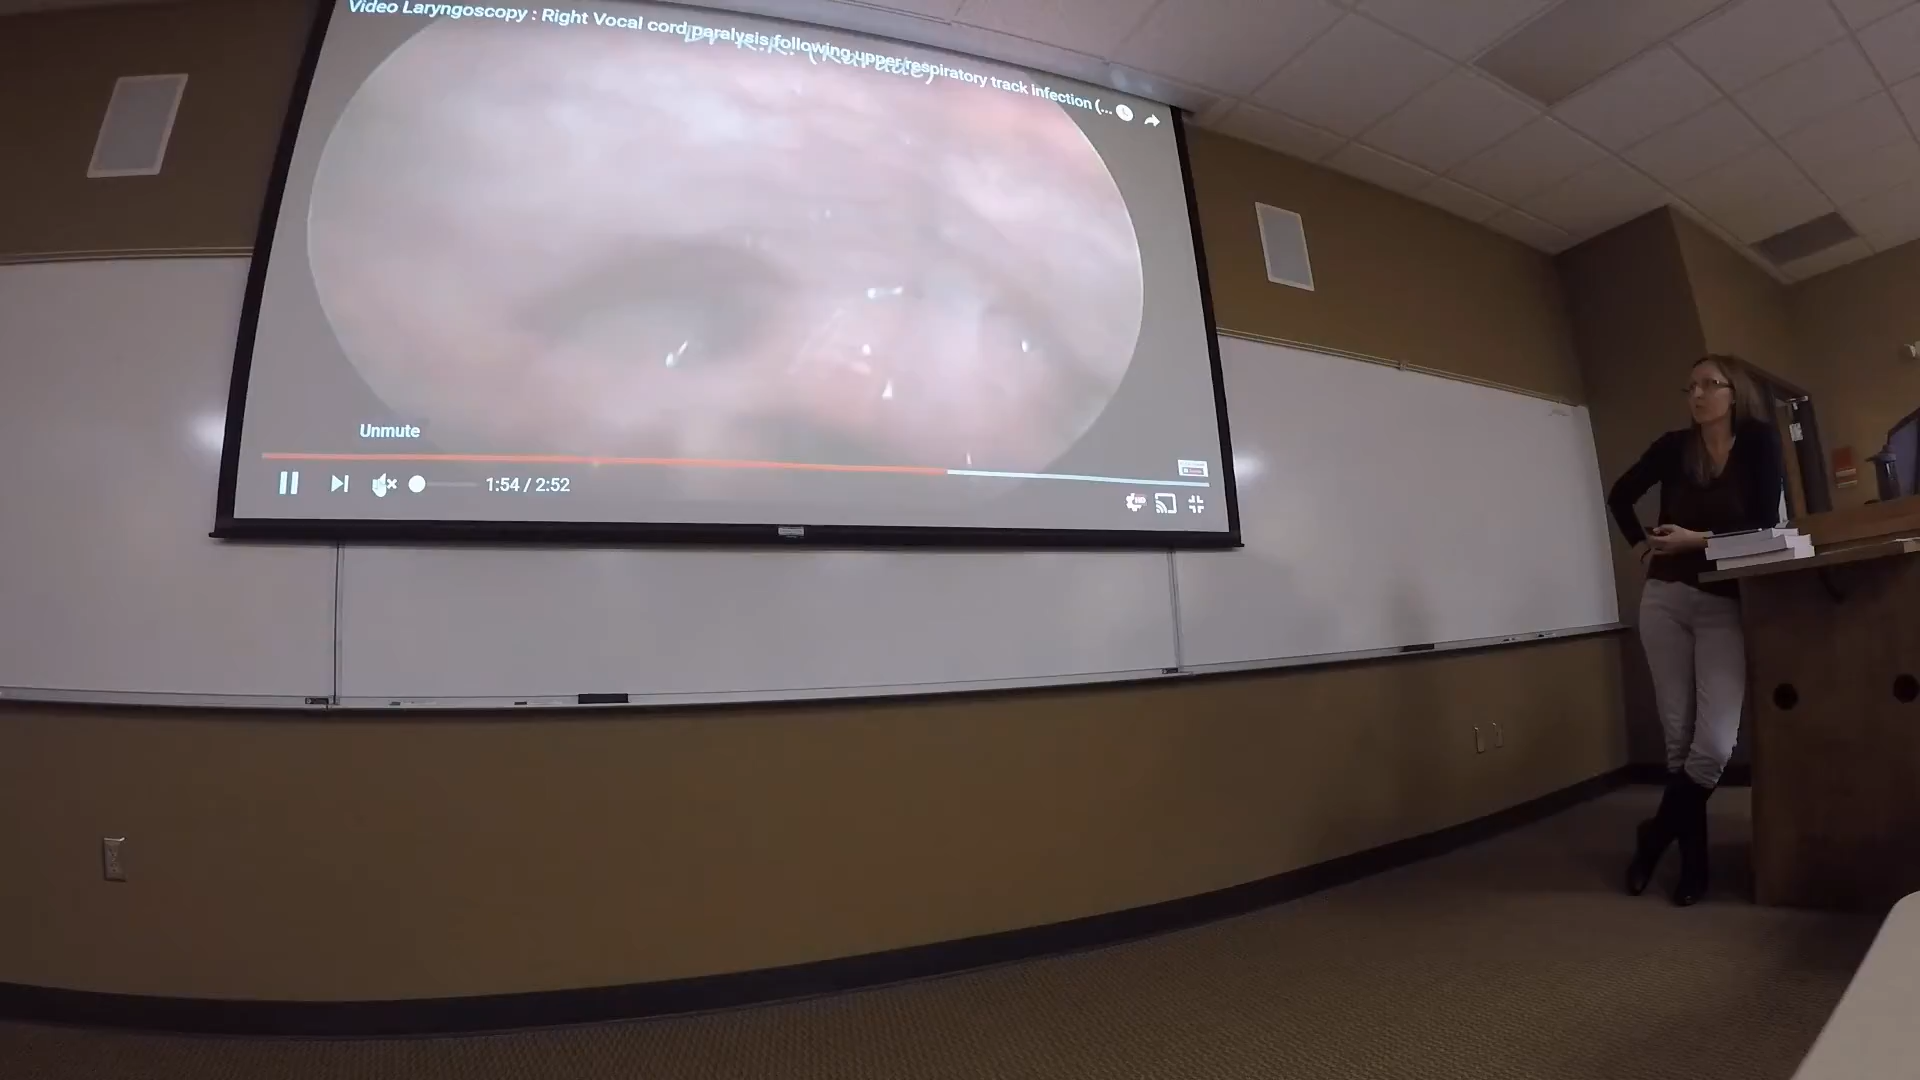 Video Laryngoscopy : Right Vocal cord paralysis following upper respiratory track infection (...
Unmute
1:54 / 2:52